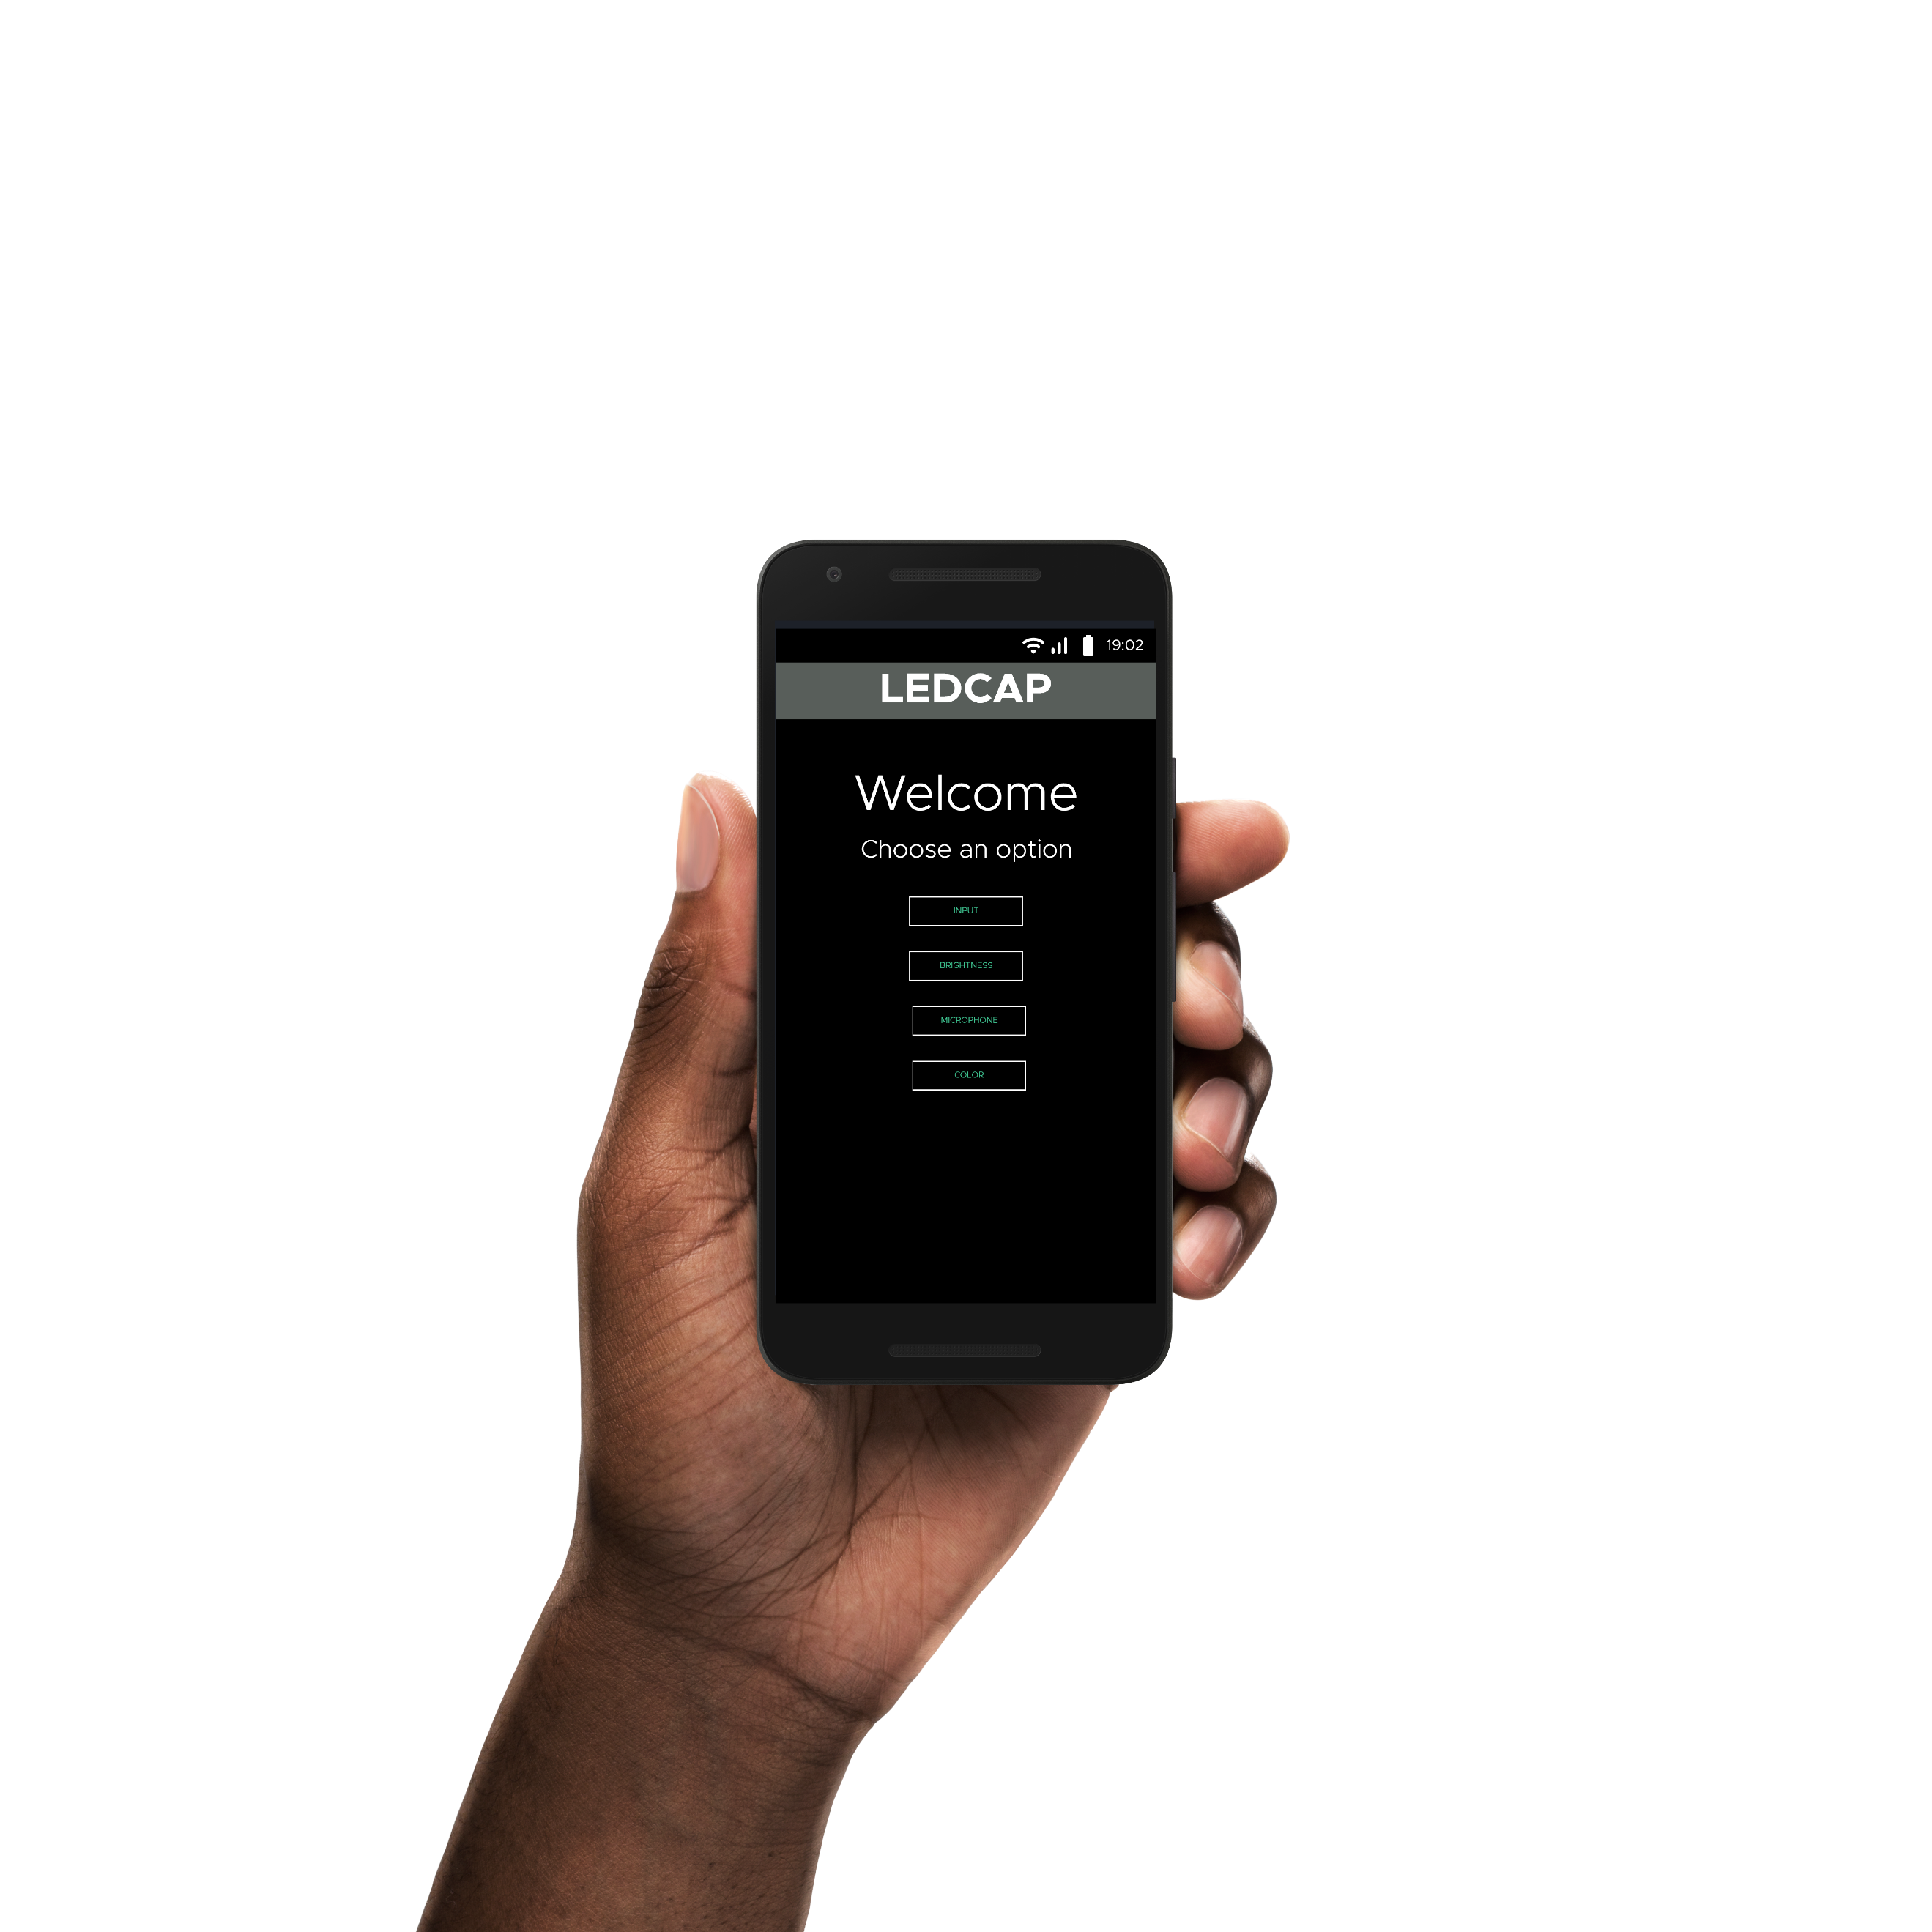 19:02
LEDCAP
Welcome
Choose an option
INPUT
BRIGHTNESS
MICROPHONE
COLOR